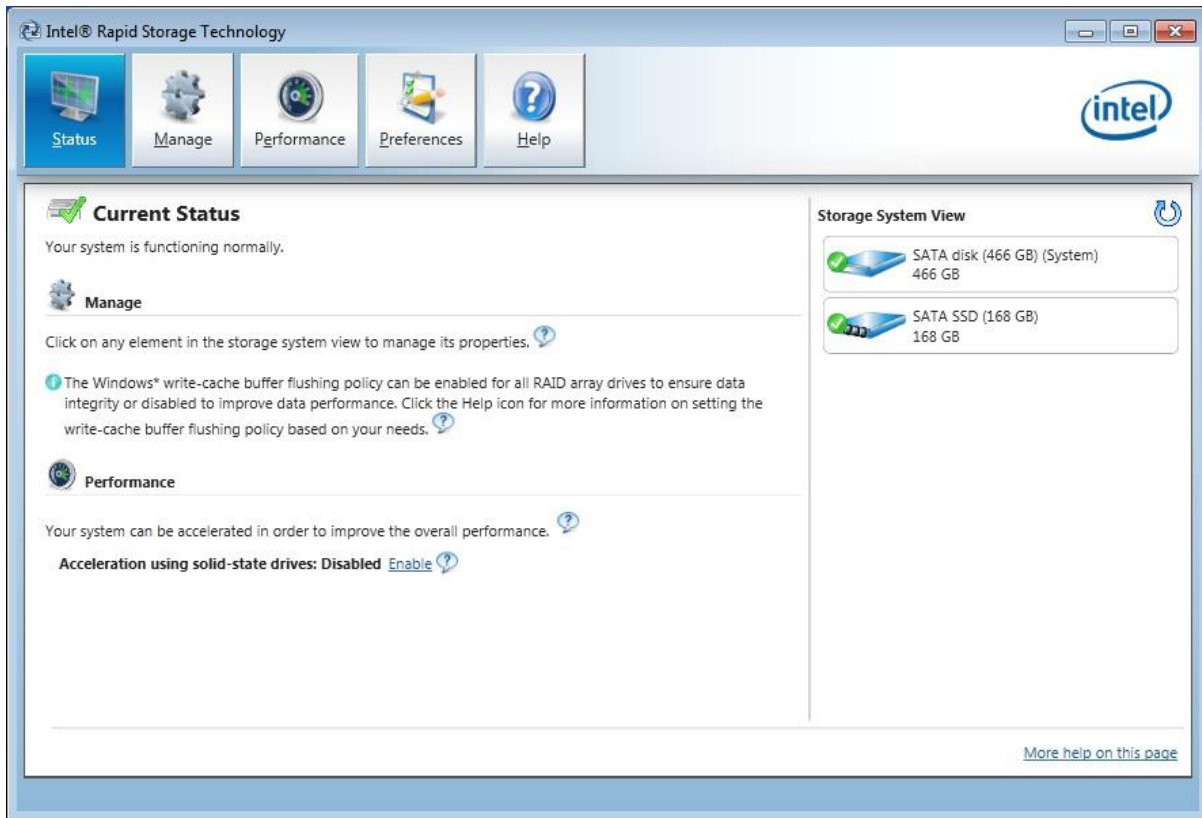 Intel® Rapid Storage Technology
Status
Manage
Performance
Preferences
Help
intel
Current Status
Your system is functioning normally.
Manage
Click on any element in the storage system view to manage its properties.
The Windows* write-cache buffer flushing policy can be enabled for all RAID array drives to ensure data
integrity or disabled to improve data performance. Click the Help icon for more information on setting the
write-cache buffer flushing policy based on your needs.
Performance
Your system can be accelerated in order to improve the overall performance.
Acceleration using solid-state drives: Disabled Enable
Storage System View
SATA disk (466 GB) (System)
466 GB
SATA SSD (168 GB)
168 GB
More help on this page